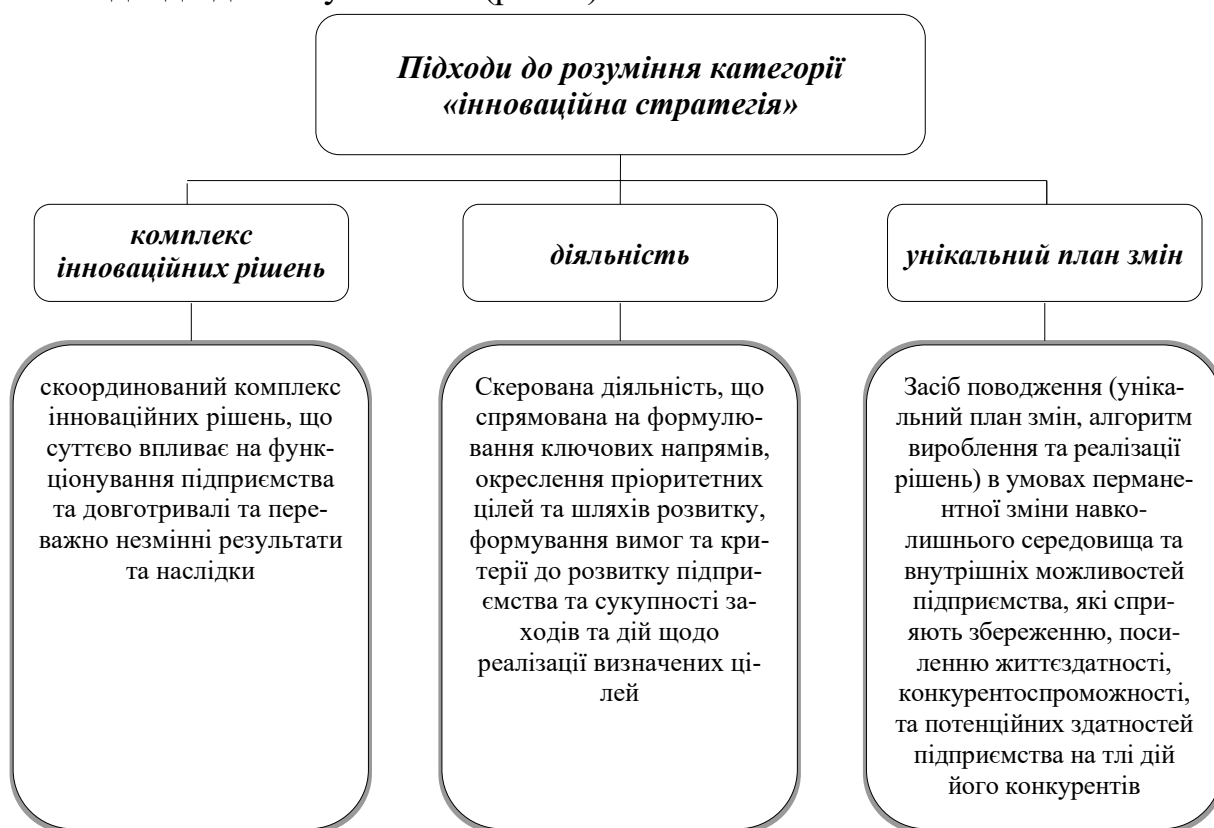 Підходи до розуміння категорії
«інноваційна стратегія»
комплекс
інноваційних рішень
діяльність
унікальний план змін
скоординований комплекс
інноваційних рішень, що
суттєво впливає на функ-
ціонування підприємства
та довготривалі та пере-
важно незмінні результати
та наслідки
Скерована діяльність, що
спрямована на формулю-
вання ключових напрямів,
окреслення пріоритетних
цілей та шляхів розвитку,
формування вимог та кри-
терії до розвитку підпри-
ємства та сукупності за-
ходів та дій щодо
реалізації визначених ці-
лей
Засіб поводження (уніка-
льний план змін, алгоритм
вироблення та реалізації
рішень) в умовах пермане-
нтної зміни навко-
лишнього середовища та
внутрішніх можливостей
підприємства, які спри-
яють збереженню, поси-
ленню життєздатності,
конкурентоспроможності,
та потенційних здатностей
підприємства на тлі дій
його конкурентів